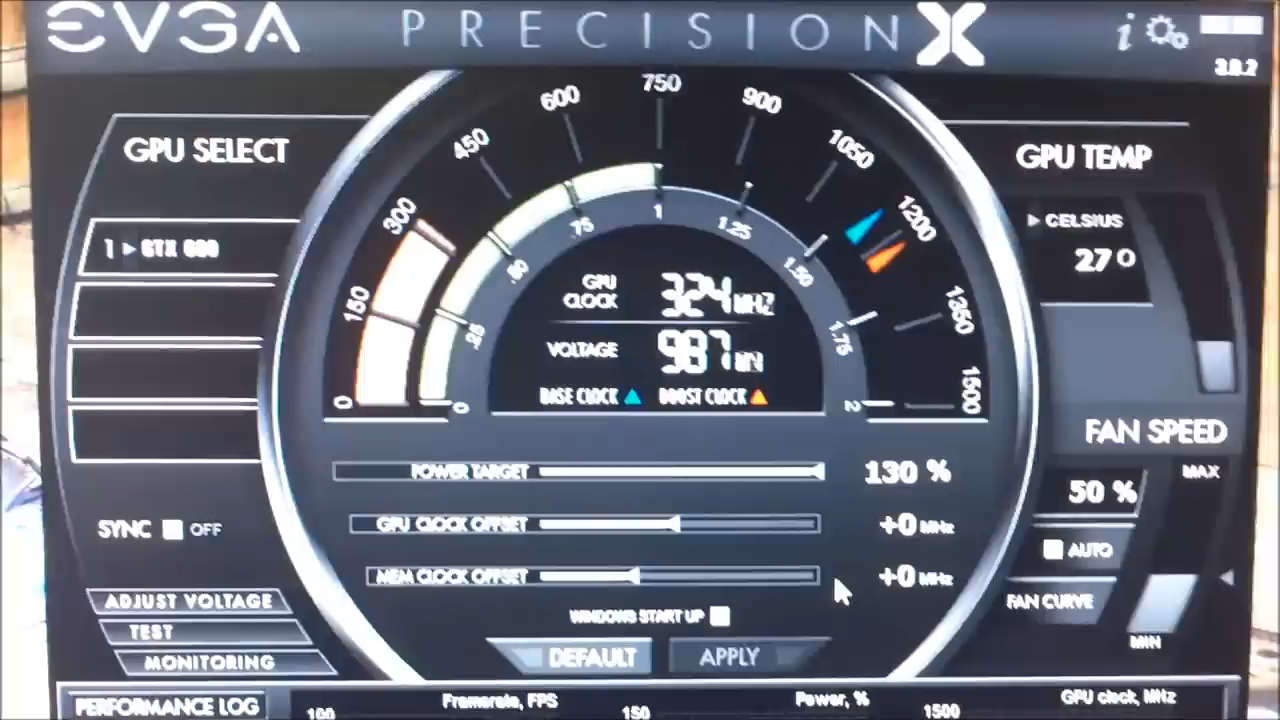 EVGA PRECISION X
3.0.2
GPU SELECT
1 GTX 680
SYNC OFF
ADJUST VOLTAGE
TEST
MONITORING
PERFORMANCE LOG
0 150 300 450 600 750 900 1050 1200 1350 1500
0 .25 .50 .75 1 1.25 1.50 1.75 2
GPU CLOCK 324 MHZ
VOLTAGE 987 MV
BASE CLOCK BOOST CLOCK
POWER TARGET 130 %
GPU CLOCK OFFSET +0 MHz
MEM CLOCK OFFSET +0 MHz
WINDOWS START UP
DEFAULT APPLY
GPU TEMP
CELSIUS
27°
FAN SPEED
MAX
50 %
AUTO
FAN CURVE
MIN
Framerate, FPS
Power, %
GPU clock, MHz
100 150 1500